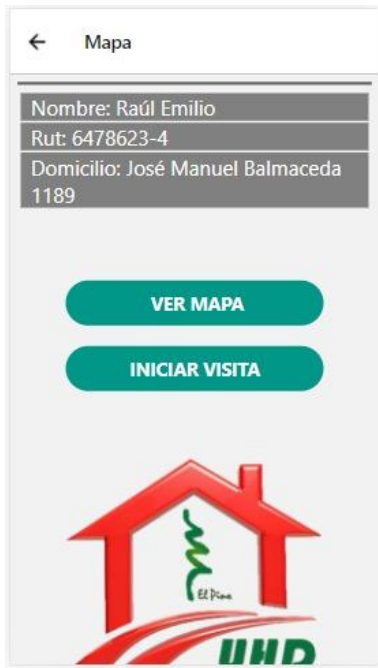 Mapa
Nombre: Raúl Emilio
Rut: 6478623-4
Domicilio: José Manuel Balmaceda
1189
VER MAPA
INICIAR VISITA
El Pino
UHD